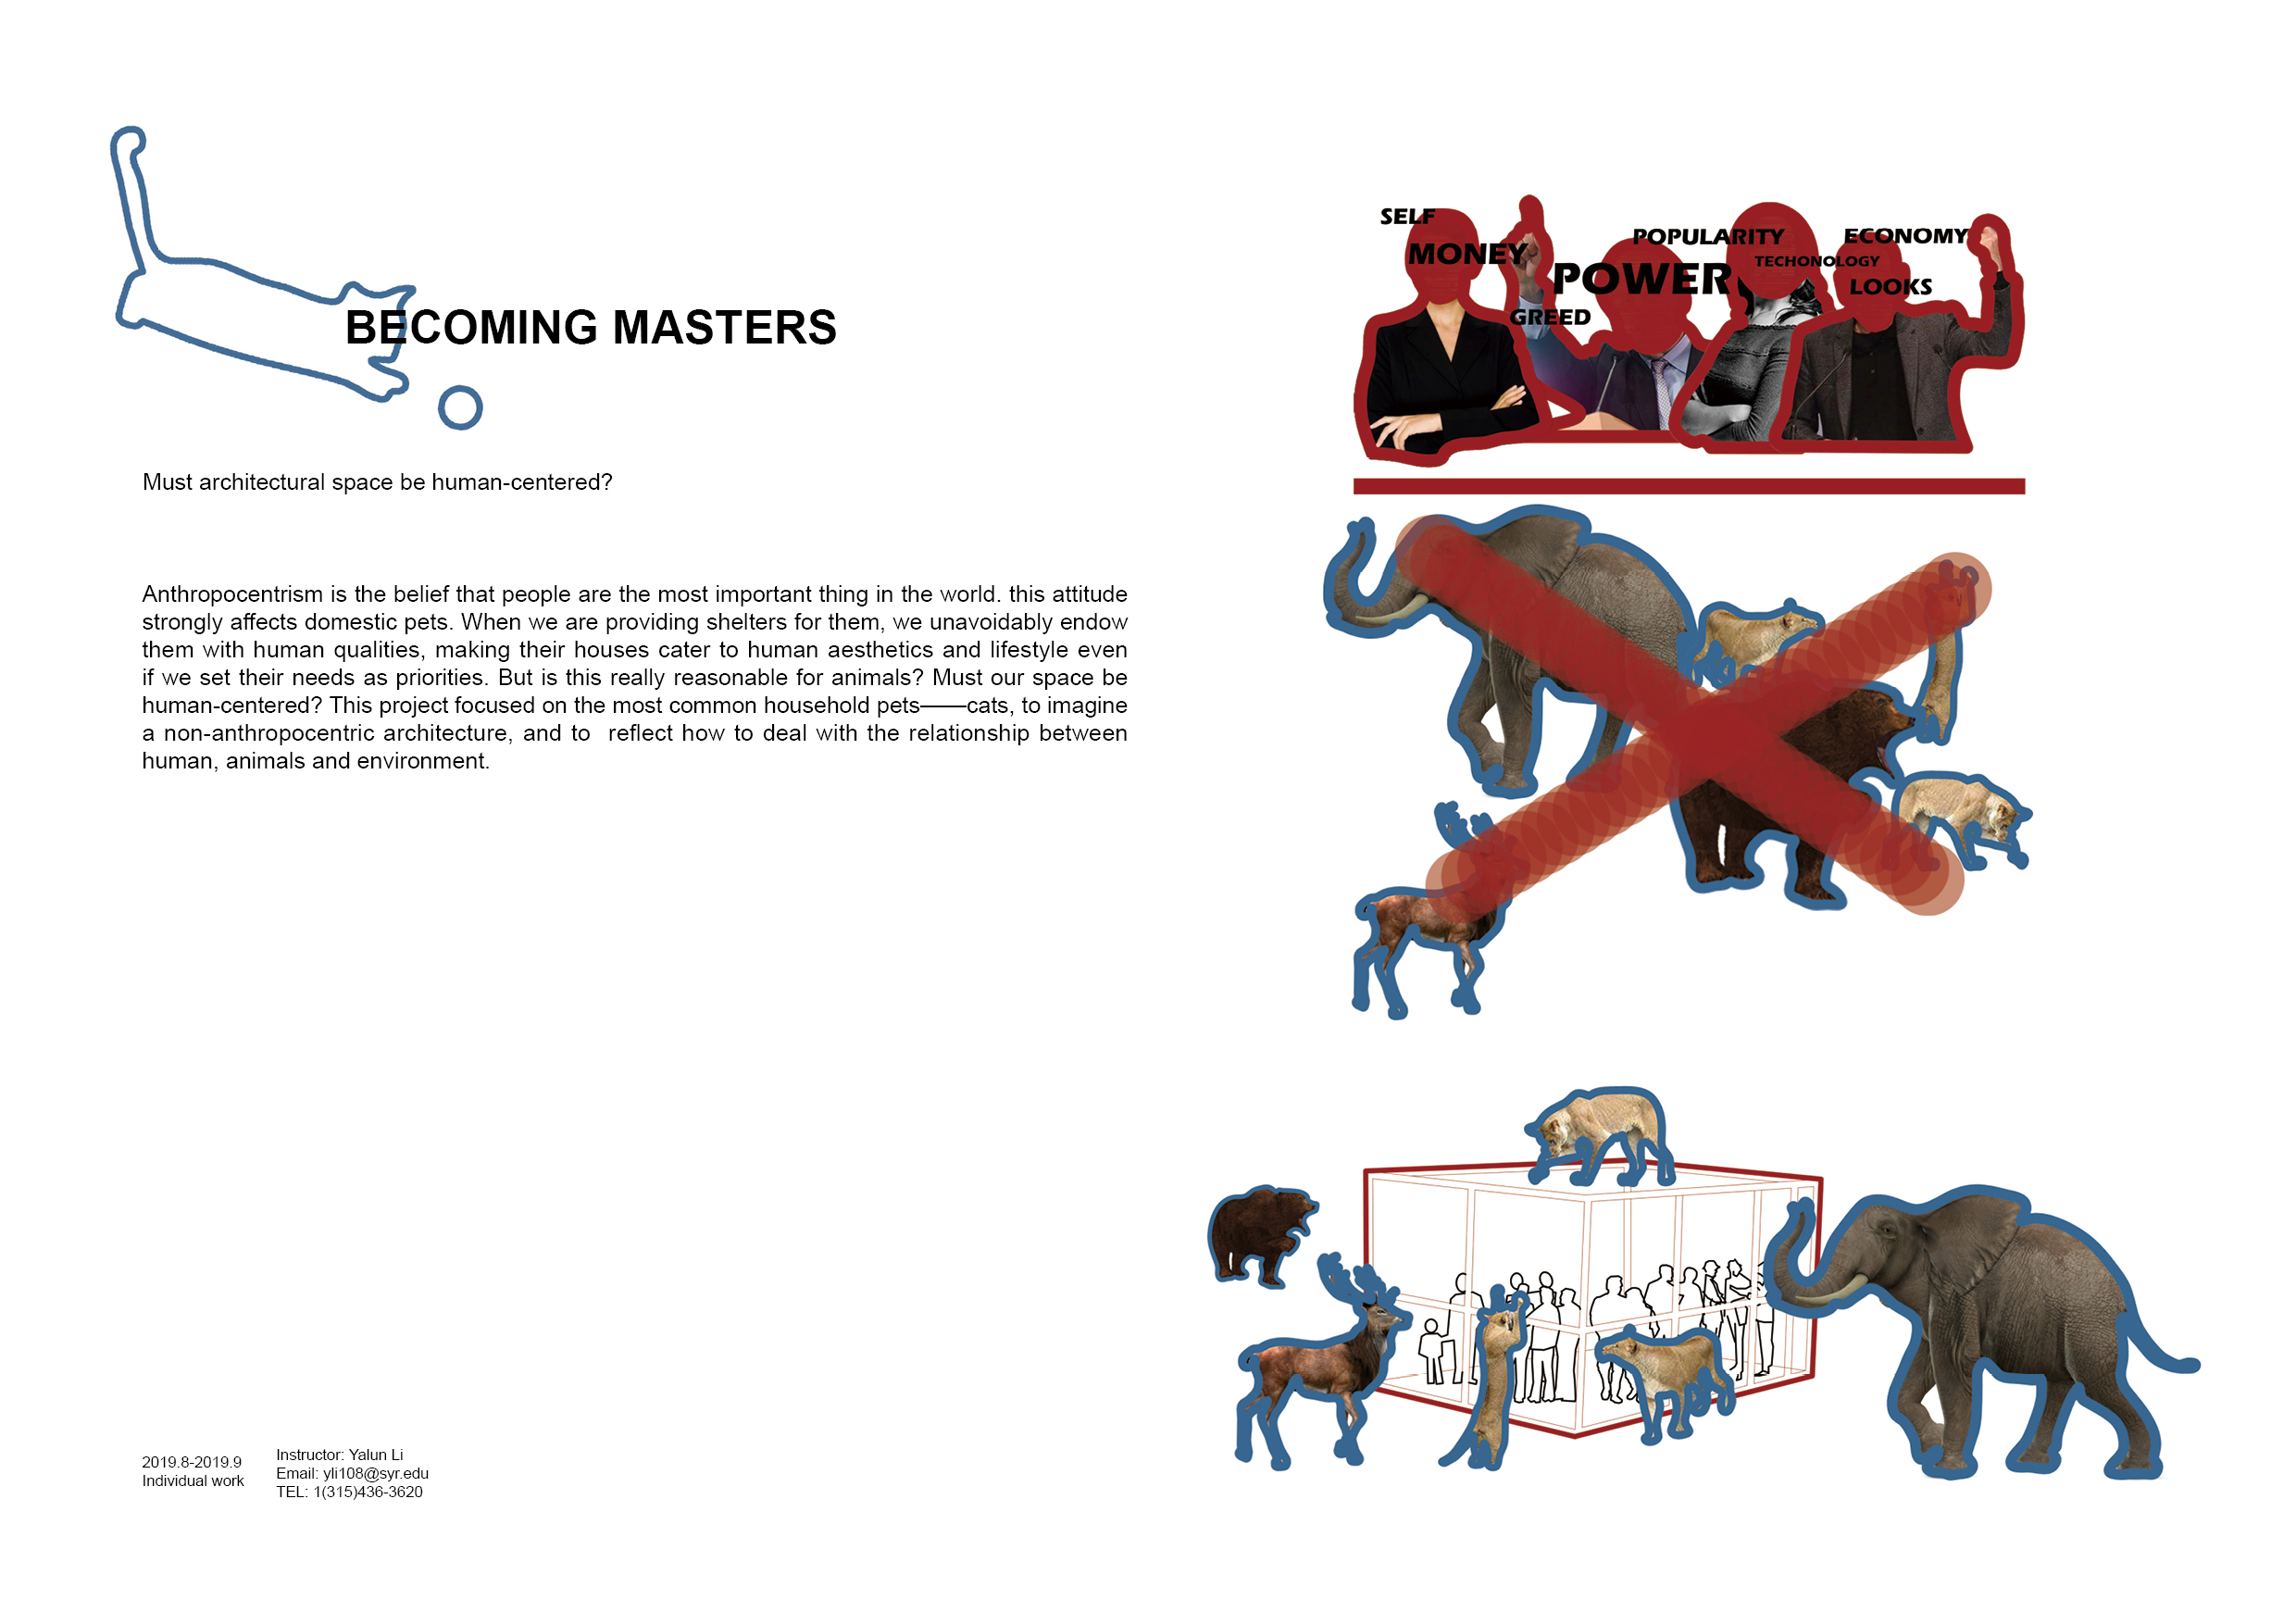 BECOMING MASTERS
Must architectural space be human-centered?
Anthropocentrism is the belief that people are the most important thing in the world. this attitude
strongly affects domestic pets. When we are providing shelters for them, we unavoidably endow
them with human qualities, making their houses cater to human aesthetics and lifestyle even
if we set their needs as priorities. But is this really reasonable for animals? Must our space be
human-centered? This project focused on the most common household pets——cats, to imagine
a non-anthropocentric architecture, and to  reflect how to deal with the relationship between
human, animals and environment.
2019.8-2019.9
Individual work
Instructor: Yalun Li
Email: yli108@syr.edu
TEL: 1(315)436-3620
SELF
MONEY
POWER
GREED
POPULARITY
TECHONOLOGY
ECONOMY
LOOKS